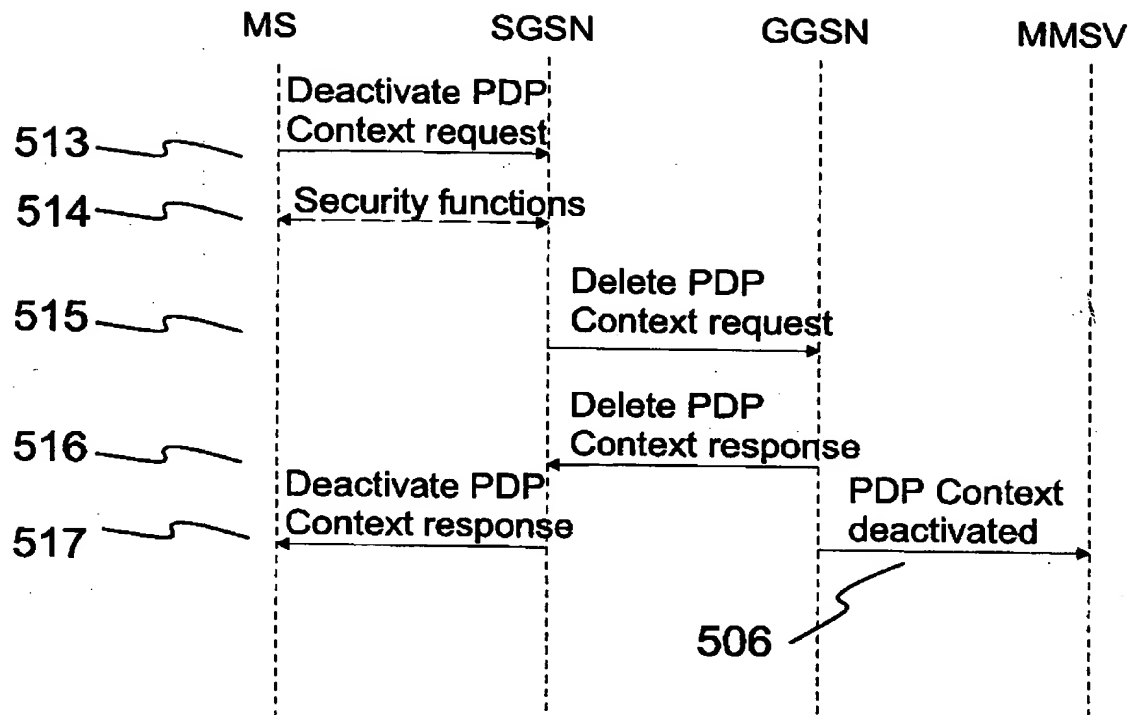 MS SGSN GGSN MMSV
Deactivate PDP
Context request
513
Security functions
514
Delete PDP
Context request
515
Delete PDP
Context response
516
Deactivate PDP
Context response
517
PDP Context
deactivated
506